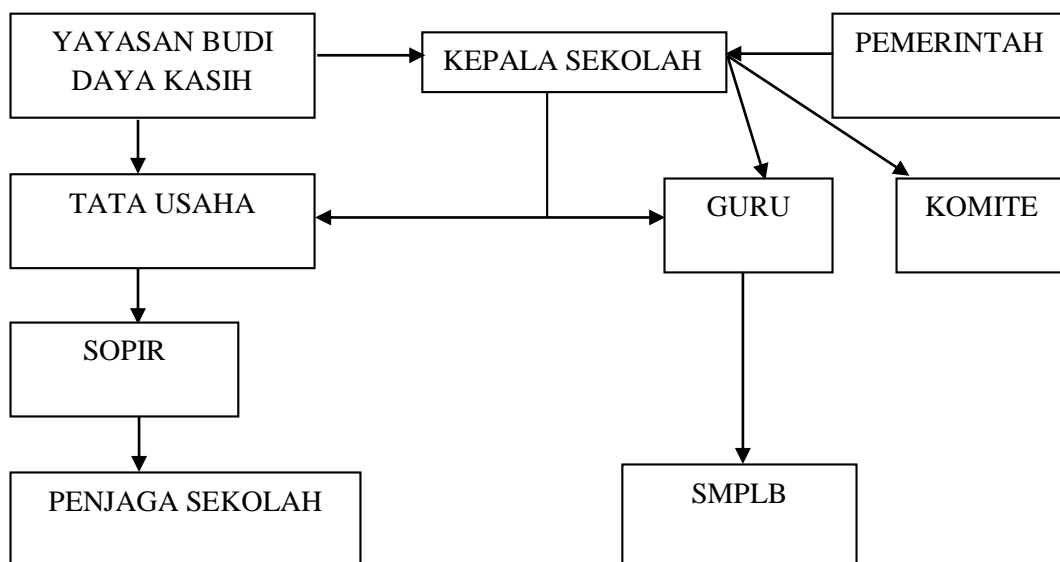 YAYASAN BUDI
DAYA KASIH
KEPALA SEKOLAH
PEMERINTAH
TATA USAHA
GURU
KOMITE
SOPIR
PENJAGA SEKOLAH
SMPLB